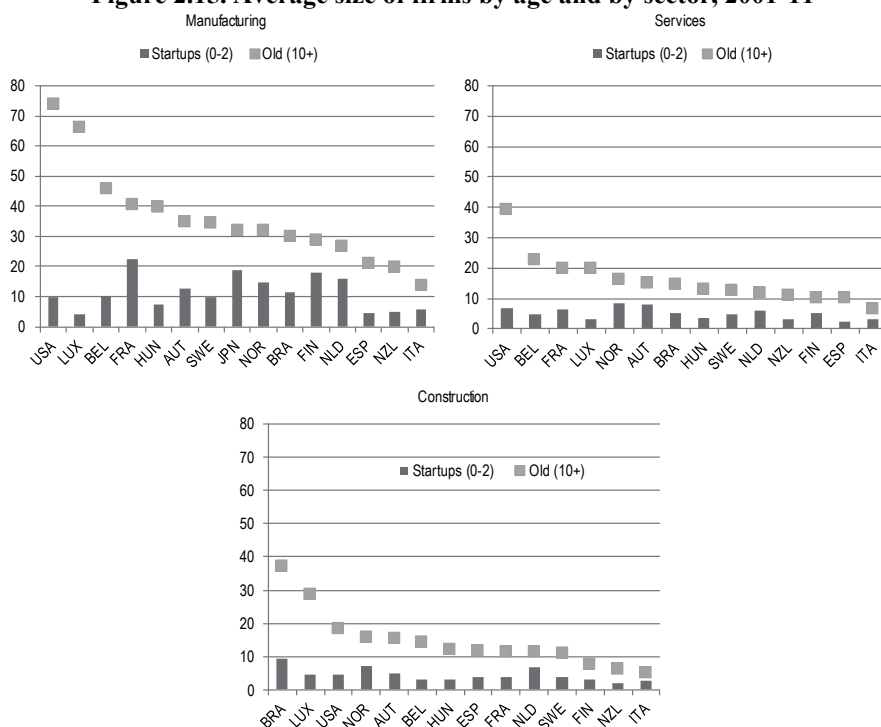 Figure 2.13. Average size of firms by age and by sector, 2001-11
Manufacturing
Startups (0-2) Old (10+)
80
70
60
50
40
30
20
10
0
USA LUX BEL FRA HUN AUT SWE JPN NOR BRA FIN NLD ESP NZL ITA
Services
Startups (0-2) Old (10+)
80
70
60
50
40
30
20
10
0
USA BEL FRA LUX NOR AUT BRA HUN SWE NLD NZL FIN ESP ITA
Construction
80
70
60
50
40
30
20
10
0
Startups (0-2) Old (10+)
BRA LUX USA NOR AUT BEL HUN ESP FRA NLD SWE FIN NZL ITA